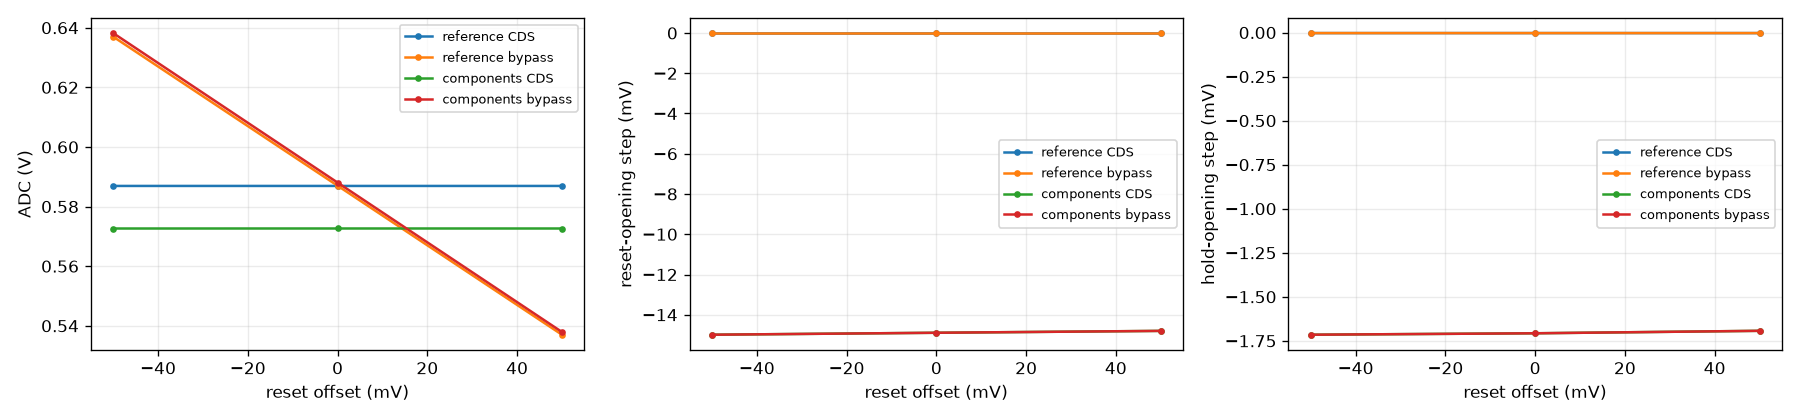 0.64
0.62
0.60
0.58
0.56
0.54
ADC (V)
−40
−20
0
20
40
reset offset (mV)
reference CDS
reference bypass
components CDS
components bypass
0
−2
−4
−6
−8
−10
−12
−14
reset-opening step (mV)
−40
−20
0
20
40
reset offset (mV)
reference CDS
reference bypass
components CDS
components bypass
0.00
−0.25
−0.50
−0.75
−1.00
−1.25
−1.50
−1.75
hold-opening step (mV)
−40
−20
0
20
40
reset offset (mV)
reference CDS
reference bypass
components CDS
components bypass